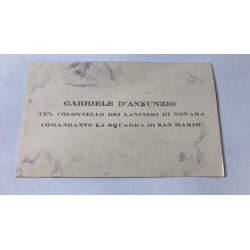 GABRIELE D'ANNUNZIO
TEN. COLONNELLO DEI LANCIERI DI NOVARA
COMANDANTE LA SQUADRA DI SAN MARCO